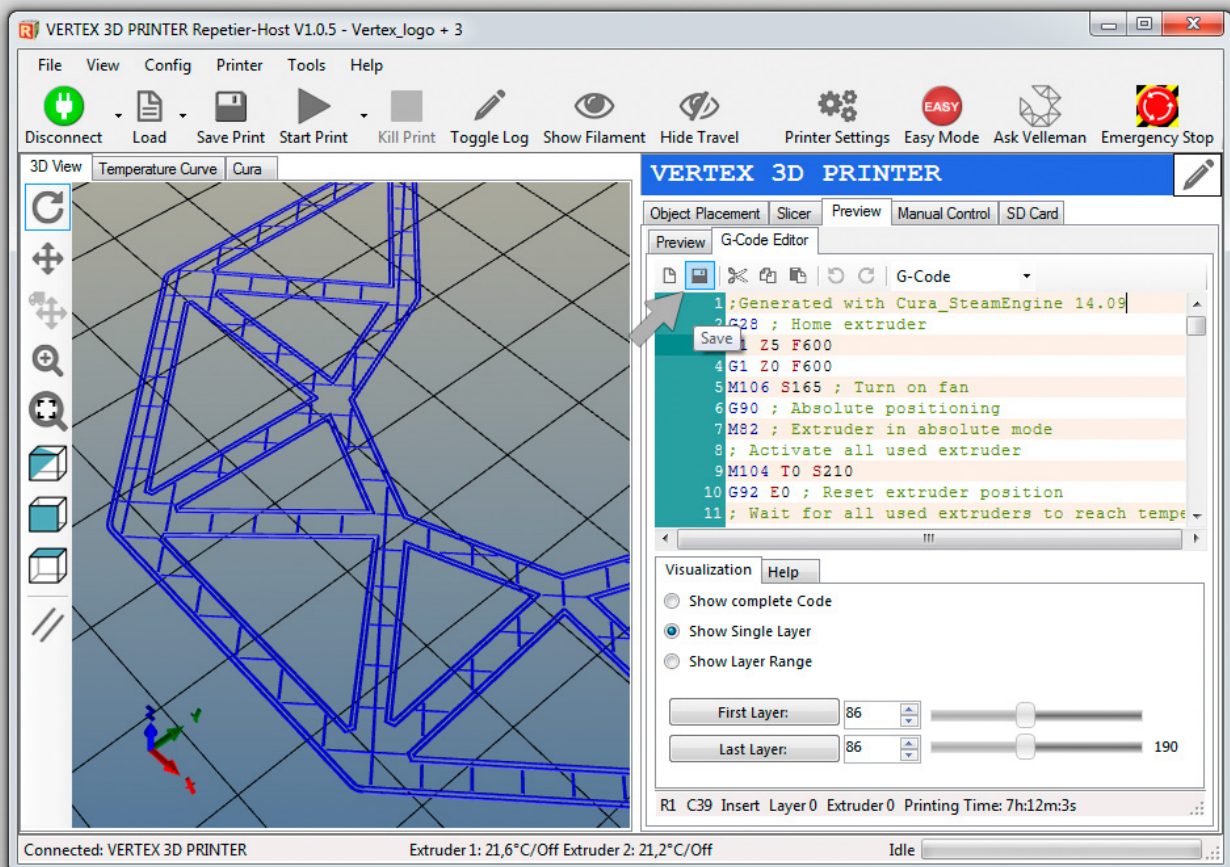 VERTEX 3D PRINTER Repetier-Host V1.0.5 - Vertex_logo + 3
File View Config Printer Tools Help
Disconnect Load Save Print Start Print Kill Print Toggle Log Show Filament Hide Travel Printer Settings Easy Mode Ask Velleman Emergency Stop
EASY
3D View Temperature Curve Cura
VERTEX 3D PRINTER
Object Placement Slicer Preview Manual Control SD Card
Preview G-Code Editor
G-Code
1 ;Generated with Cura_SteamEngine 14.09
2 G28 ; Home extruder
Save
Z5 F600
4 G1 Z0 F600
5 M106 S165 ; Turn on fan
6 G90 ; Absolute positioning
7 M82 ; Extruder in absolute mode
8 ; Activate all used extruder
9 M104 T0 S210
10 G92 E0 ; Reset extruder position
11 ; Wait for all used extruders to reach tempe
Visualization Help
Show complete Code
Show Single Layer
Show Layer Range
First Layer: 86
Last Layer: 86 190
R1 C39 Insert Layer 0 Extruder 0 Printing Time: 7h:12m:3s
Z Y X
Connected: VERTEX 3D PRINTER Extruder 1: 21,6°C/Off Extruder 2: 21,2°C/Off Idle